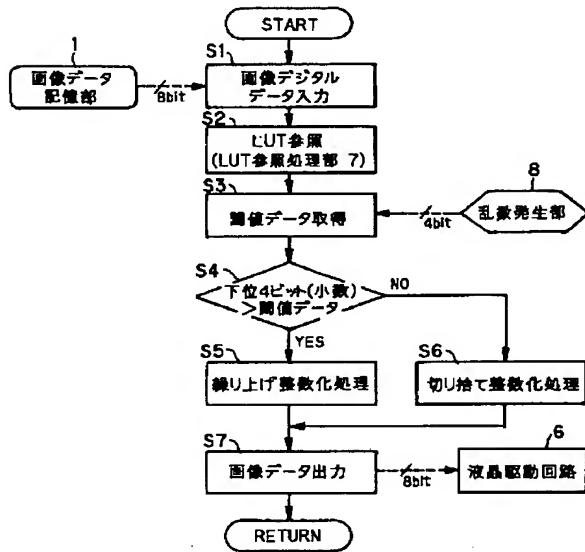 START
1
画像データ
記憶部
8bit
S1
画像デジタル
データ入力
S2
LUT参照
(LUT参照処理部 7)
S3
閾値データ取得
8
乱数発生部
4bit
S4
下位4ビット(小数)
>閾値データ
NO
YES
S5
繰り上げ整数化処理
S6
切り捨て整数化処理
S7
画像データ出力
8bit
6
液晶駆動回路
RETURN